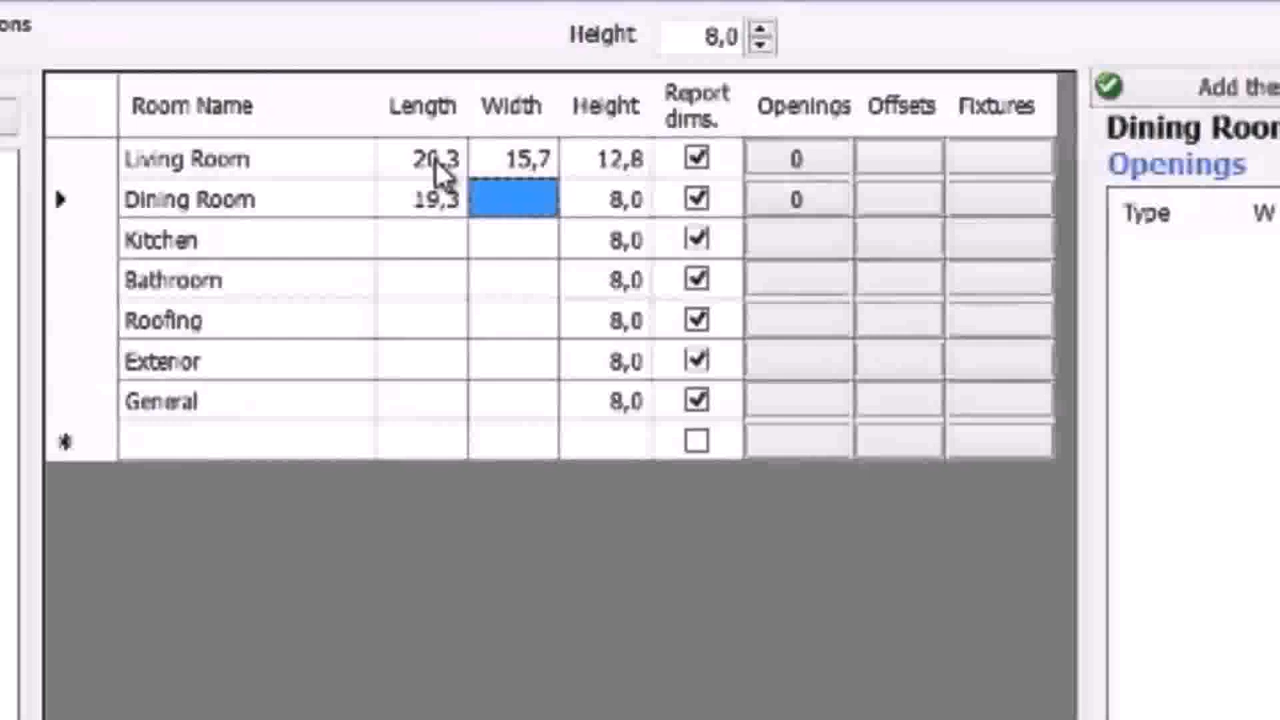 ons
Height 8,0
Room Name Length Width Height Report dims. Openings Offsets Fixtures
Living Room 20,3 15,7 12,8 0
Dining Room 19,3 8,0 0
Kitchen 8,0
Bathroom 8,0
Roofing 8,0
Exterior 8,0
General 8,0
Add the
Dining Roo
Openings
Type W